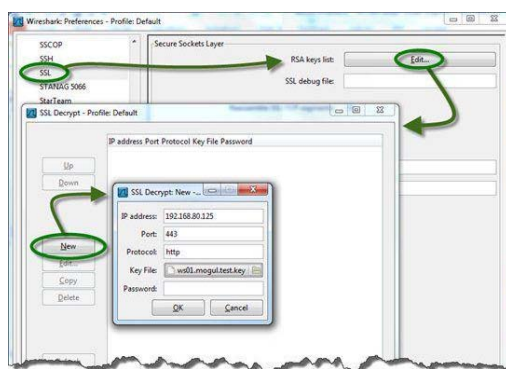 Wireshark: Preferences - Profile: Default
SSCOP
SSH
SSL
STANAG 5066
StarTeam
Secure Sockets Layer
RSA keys list:
Edit...
SSL debug file:
SSL Decrypt - Profile: Default
IP address Port Protocol Key File Password
Up
Down
New
Edit...
Copy
Delete
SSL Decrypt: New -...
IP address: 192.168.80.125
Port: 443
Protocol: http
Key File: ws01.mogul.test.key
Password:
OK
Cancel